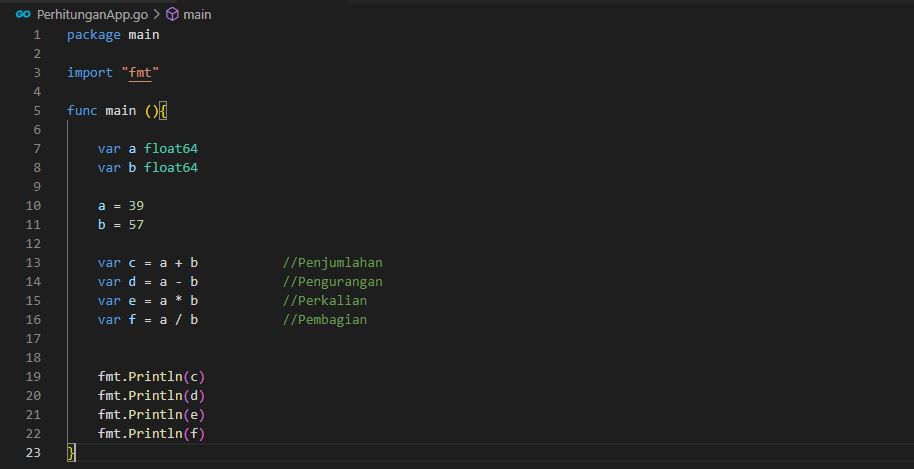 GO PerhitunganApp.go > main
1 package main
2
3 import "fmt"
4
5 func main (){
6
7 var a float64
8 var b float64
9
10 a = 39
11 b = 57
12
13 var c = a + b //Penjumlahan
14 var d = a - b //Pengurangan
15 var e = a * b //Perkalian
16 var f = a / b //Pembagian
17
18
19 fmt.Println(c)
20 fmt.Println(d)
21 fmt.Println(e)
22 fmt.Println(f)
23 }